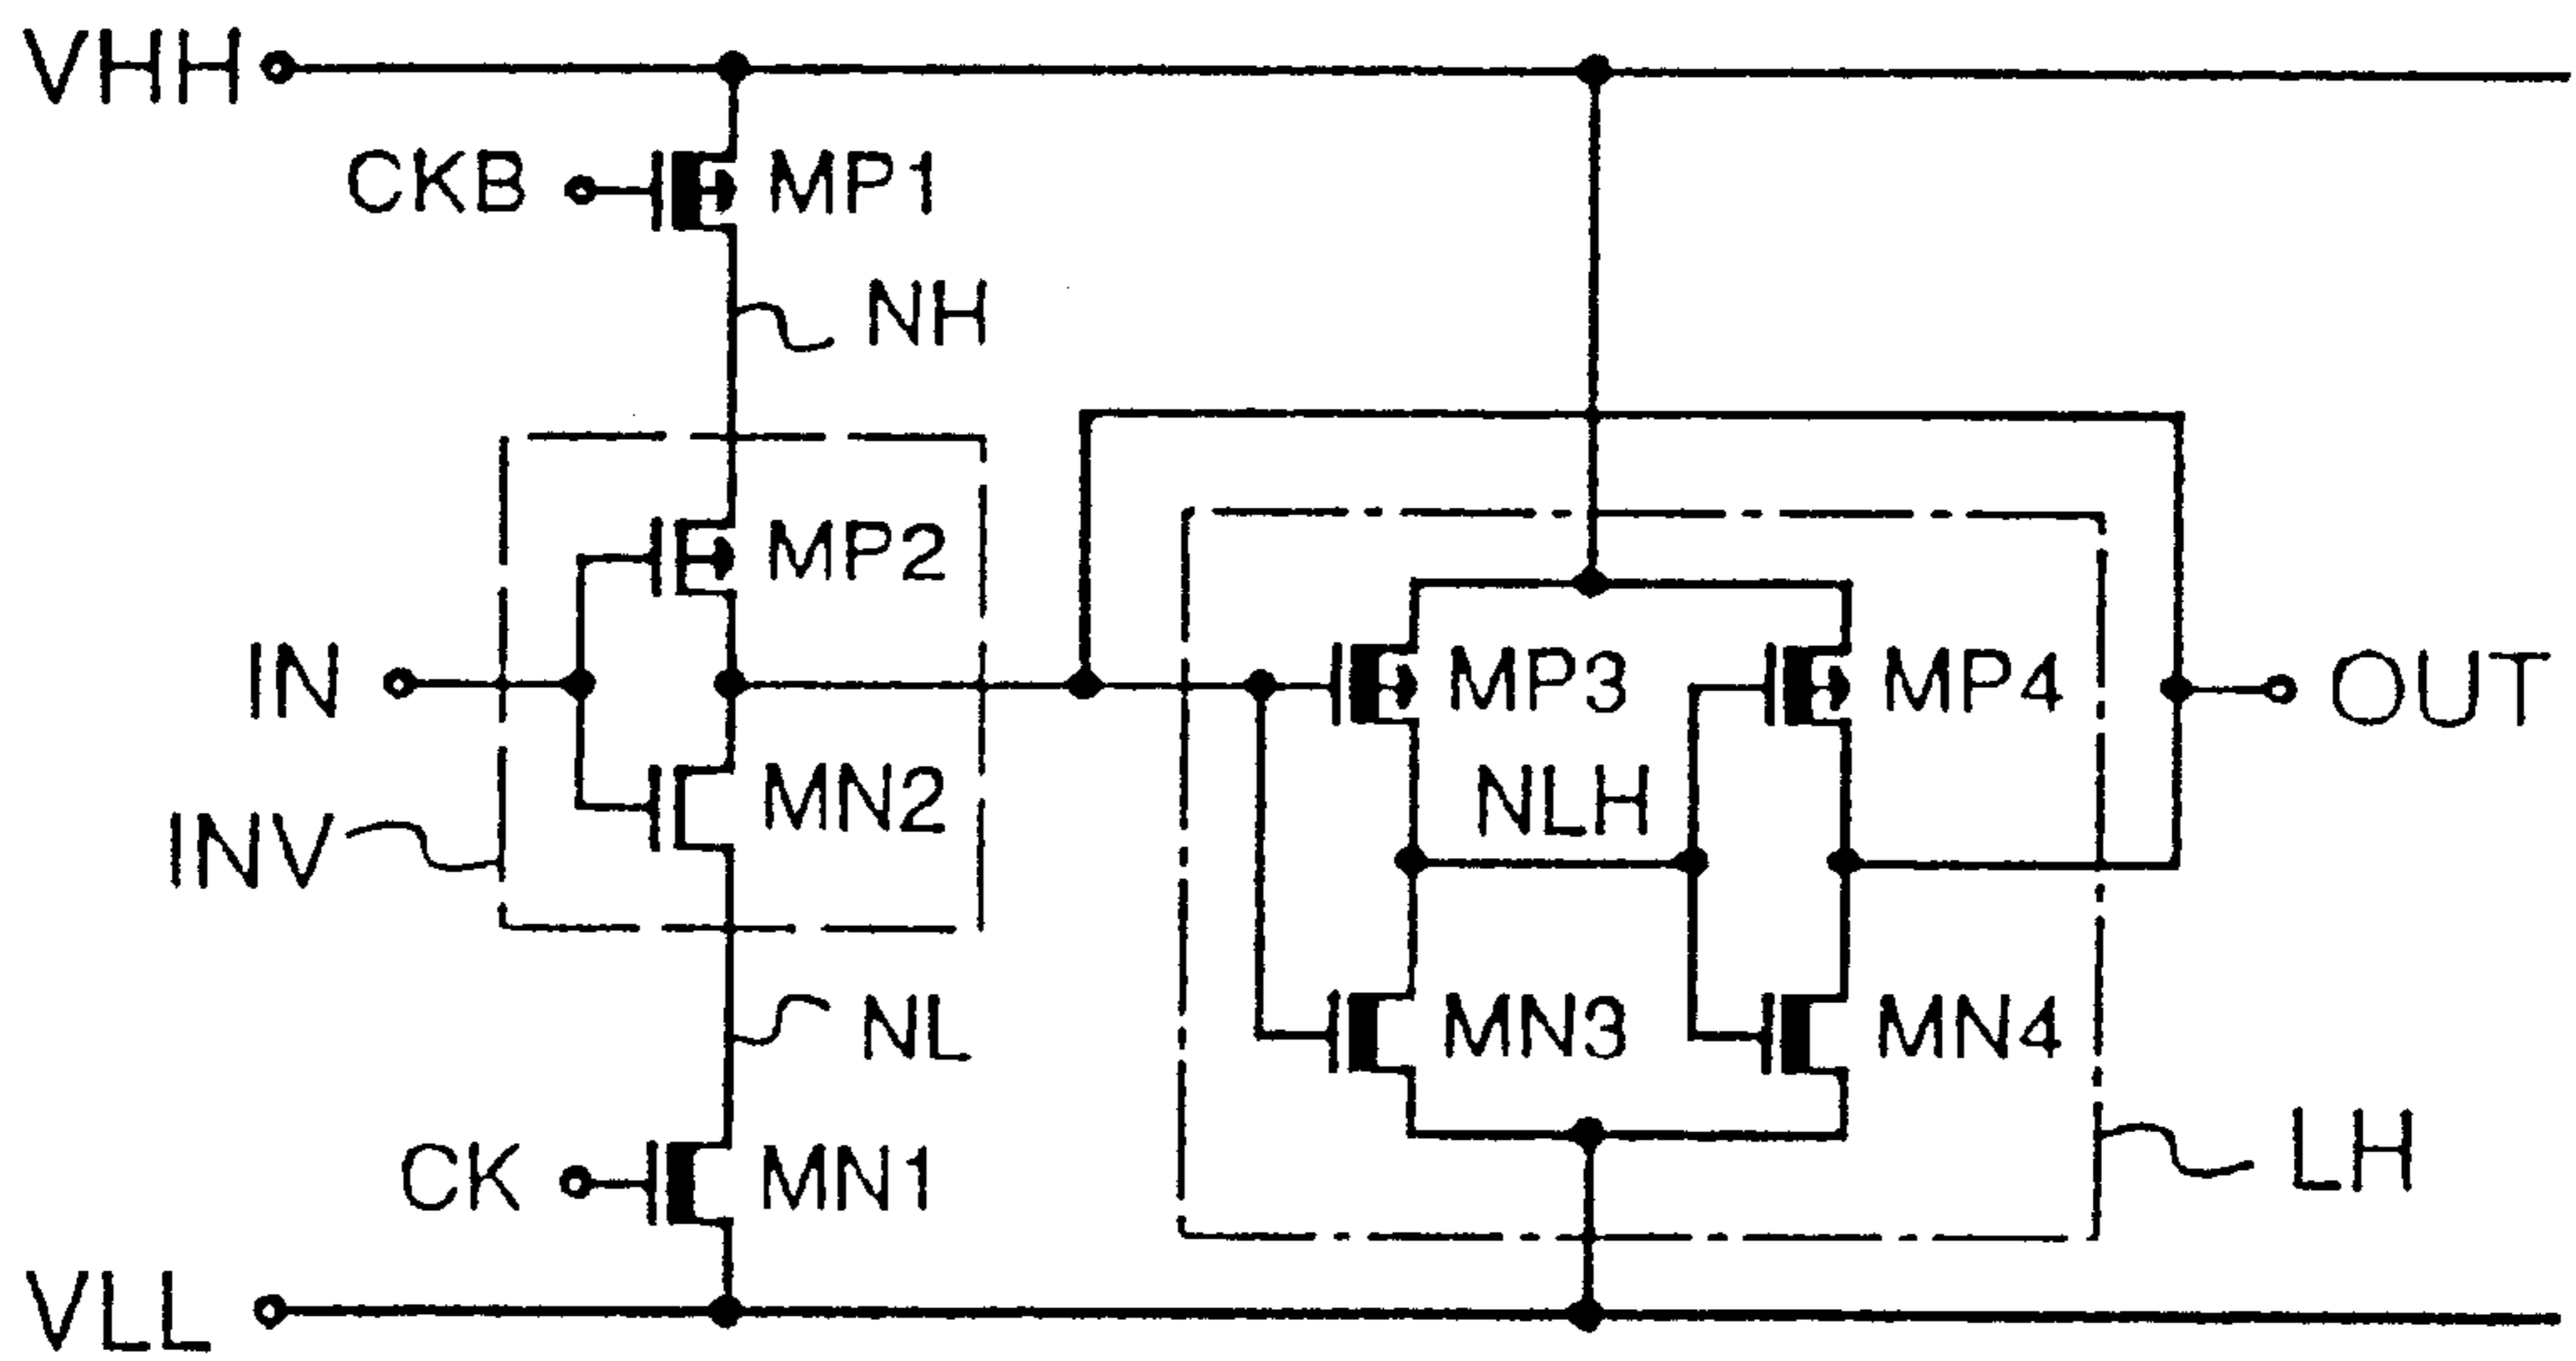 VHH
CKB
MP1
NH
MP2
IN
MP3
MP4
OUT
MN2
NLH
INV
NL
MN3
MN4
CK
MN1
LH
VLL